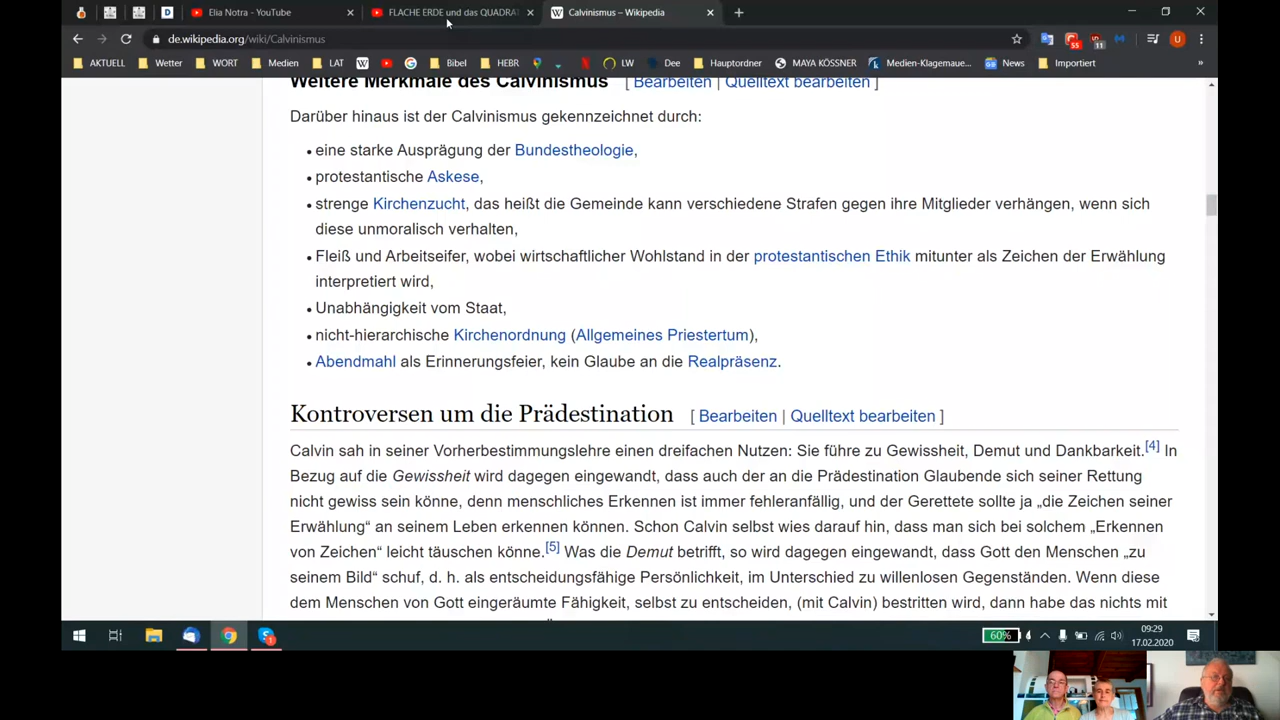 Elia Notra - YouTube
FLACHE ERDE und das QUADRAT
Calvinismus – Wikipedia
de.wikipedia.org/wiki/Calvinismus
55
11
U
AKTUELL Wetter WORT Medien LAT Bibel HEBR LW Dee Hauptordner MAYA KÖSSNER Medien-Klagemaue... News Importiert
Weitere Merkmale des Calvinismus [ Bearbeiten | Quelltext bearbeiten ]
Darüber hinaus ist der Calvinismus gekennzeichnet durch:
• eine starke Ausprägung der Bundestheologie,
• protestantische Askese,
• strenge Kirchenzucht, das heißt die Gemeinde kann verschiedene Strafen gegen ihre Mitglieder verhängen, wenn sich
diese unmoralisch verhalten,
• Fleiß und Arbeitseifer, wobei wirtschaftlicher Wohlstand in der protestantischen Ethik mitunter als Zeichen der Erwählung
interpretiert wird,
• Unabhängigkeit vom Staat,
• nicht-hierarchische Kirchenordnung (Allgemeines Priestertum),
• Abendmahl als Erinnerungsfeier, kein Glaube an die Realpräsenz.
Kontroversen um die Prädestination [ Bearbeiten | Quelltext bearbeiten ]
Calvin sah in seiner Vorherbestimmungslehre einen dreifachen Nutzen: Sie führe zu Gewissheit, Demut und Dankbarkeit.[4] In
Bezug auf die Gewissheit wird dagegen eingewandt, dass auch der an die Prädestination Glaubende sich seiner Rettung
nicht gewiss sein könne, denn menschliches Erkennen ist immer fehleranfällig, und der Gerettete sollte ja „die Zeichen seiner
Erwählung“ an seinem Leben erkennen können. Schon Calvin selbst wies darauf hin, dass man sich bei solchem „Erkennen
von Zeichen“ leicht täuschen könne.[5] Was die Demut betrifft, so wird dagegen eingewandt, dass Gott den Menschen „zu
seinem Bild“ schuf, d. h. als entscheidungsfähige Persönlichkeit, im Unterschied zu willenlosen Gegenständen. Wenn diese
dem Menschen von Gott eingeräumte Fähigkeit, selbst zu entscheiden, (mit Calvin) bestritten wird, dann habe das nichts mit
60%
09:29
17.02.2020